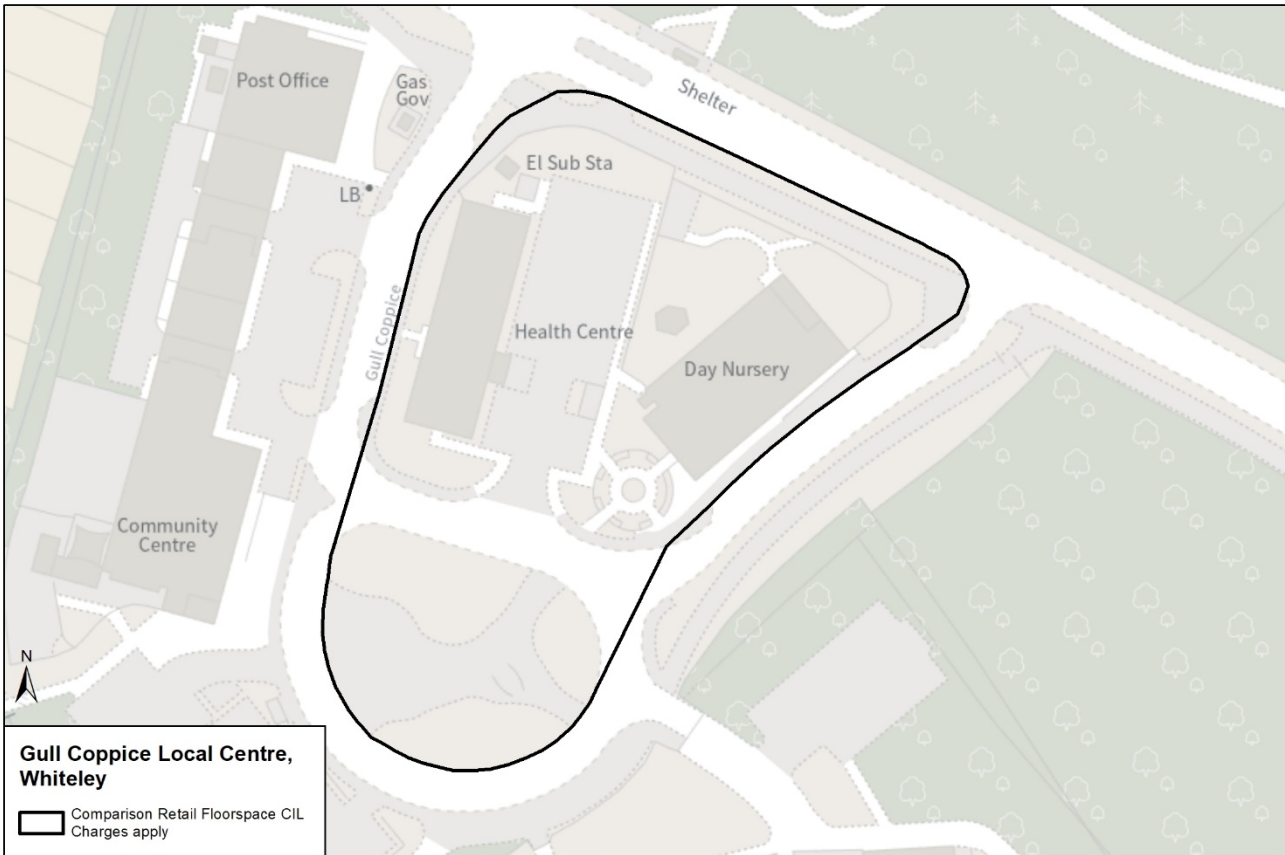 Post Office
Gas
Gov
Shelter
El Sub Sta
LB
Gull Coppice
Health Centre
Day Nursery
Community
Centre
N
Gull Coppice Local Centre,
Whiteley
Comparison Retail Floorspace CIL
Charges apply